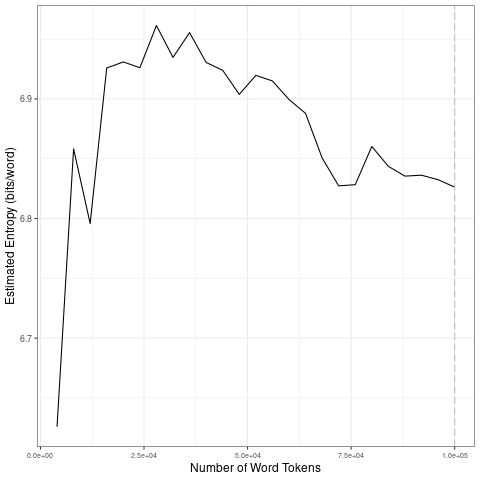 Estimated Entropy (bits/word)
6.9
6.8
6.7
0.0e+00 2.5e+04 5.0e+04 7.5e+04 1.0e+05
Number of Word Tokens